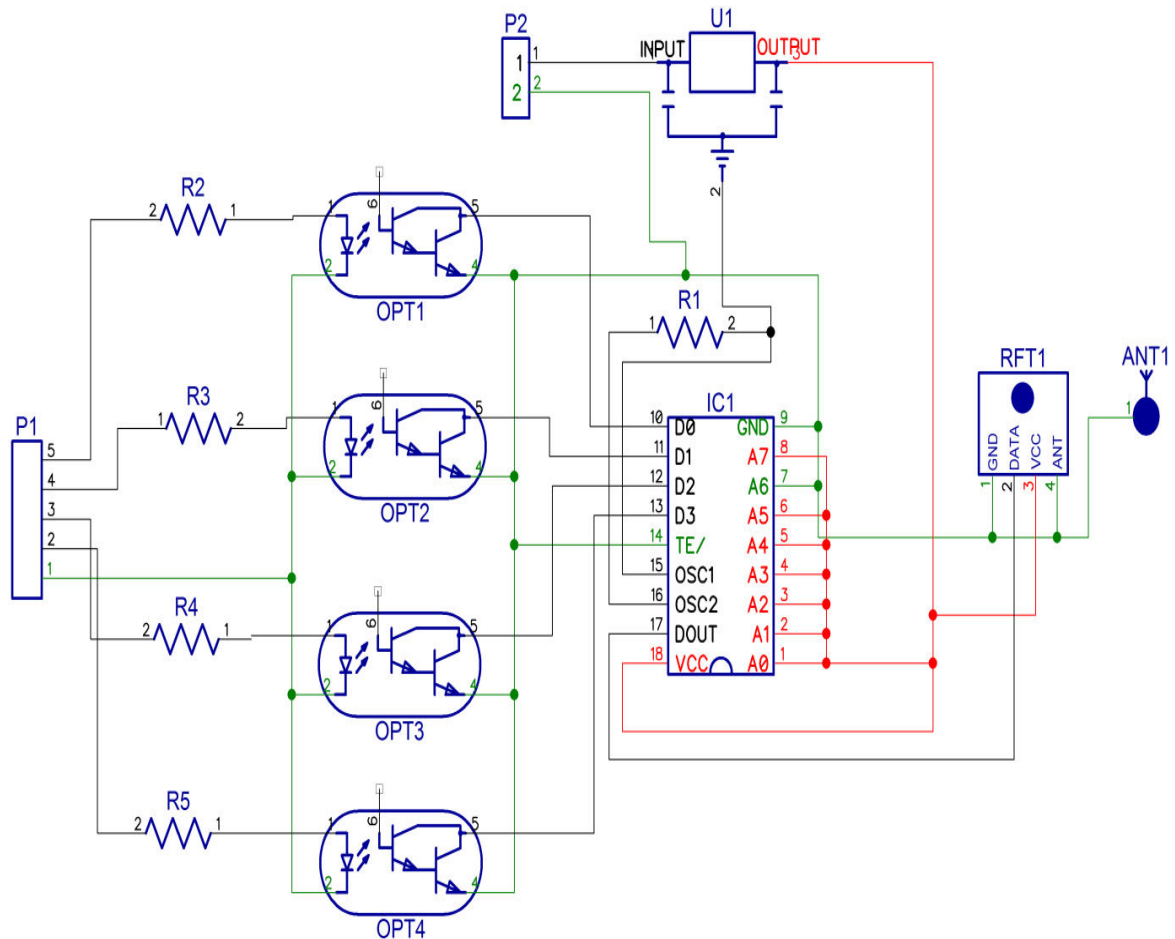 P2
1
1
2
2
U1
INPUT
1
OUTPUT
3
2
R2
2
1
1
2
6
5
4
OPT1
R1
1
2
R3
1
2
1
2
6
5
4
OPT2
P1
5
4
3
2
1
IC1
10 D0 GND 9
11 D1 A7 8
12 D2 A6 7
13 D3 A5 6
14 TE/ A4 5
15 OSC1 A3 4
16 OSC2 A2 3
17 DOUT A1 2
18 VCC A0 1
RFT1
GND
DATA
VCC
ANT
1
2
3
4
ANT1
1
R4
2
1
1
2
6
5
4
OPT3
R5
2
1
1
2
6
5
4
OPT4